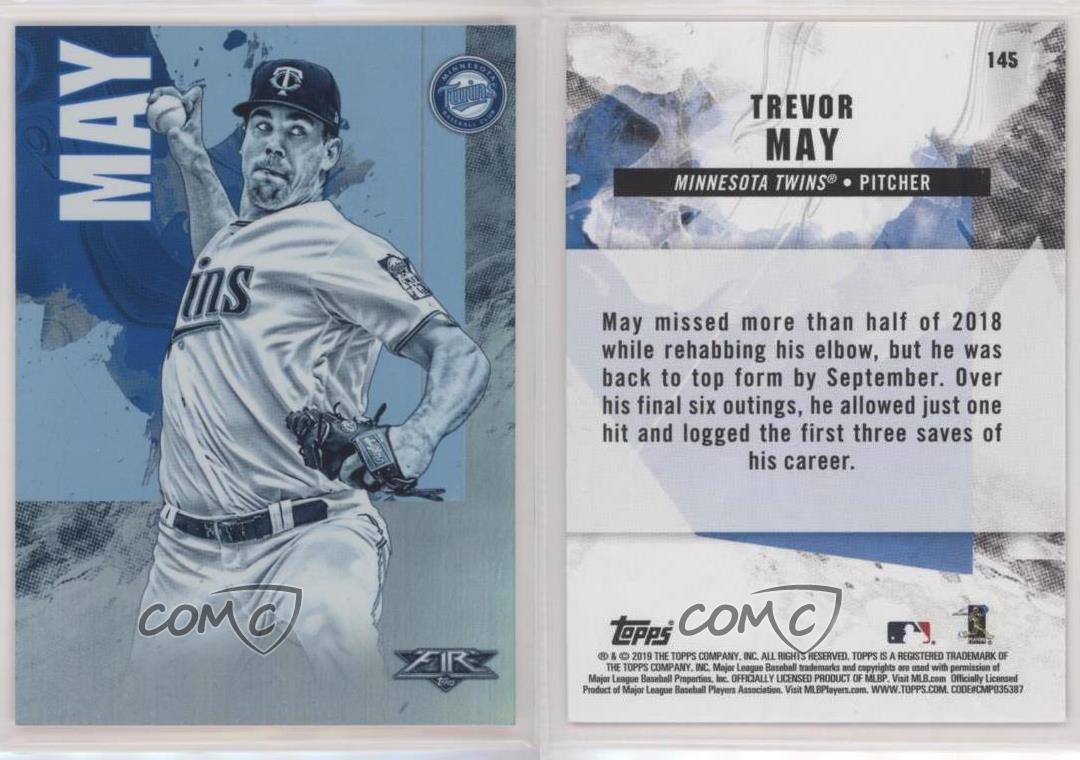 MAY
TC
MINNESOTA
Twins
BASEBALL CLUB
ins
FIRE
Topps
COMC
145
TREVOR
MAY
MINNESOTA TWINS® • PITCHER
May missed more than half of 2018
while rehabbing his elbow, but he was
back to top form by September. Over
his final six outings, he allowed just one
hit and logged the first three saves of
his career.
Topps®
COMC
® & © 2019 THE TOPPS COMPANY, INC. ALL RIGHTS RESERVED. TOPPS IS A REGISTERED TRADEMARK OF
THE TOPPS COMPANY, INC. Major League Baseball trademarks and copyrights are used with permission of
Major League Baseball Properties, Inc. OFFICIALLY LICENSED PRODUCT OF MLBP. Visit MLB.com Officially Licensed
Product of Major League Baseball Players Association. Visit MLBPlayers.com. WWW.TOPPS.COM. CODE#CMP035387